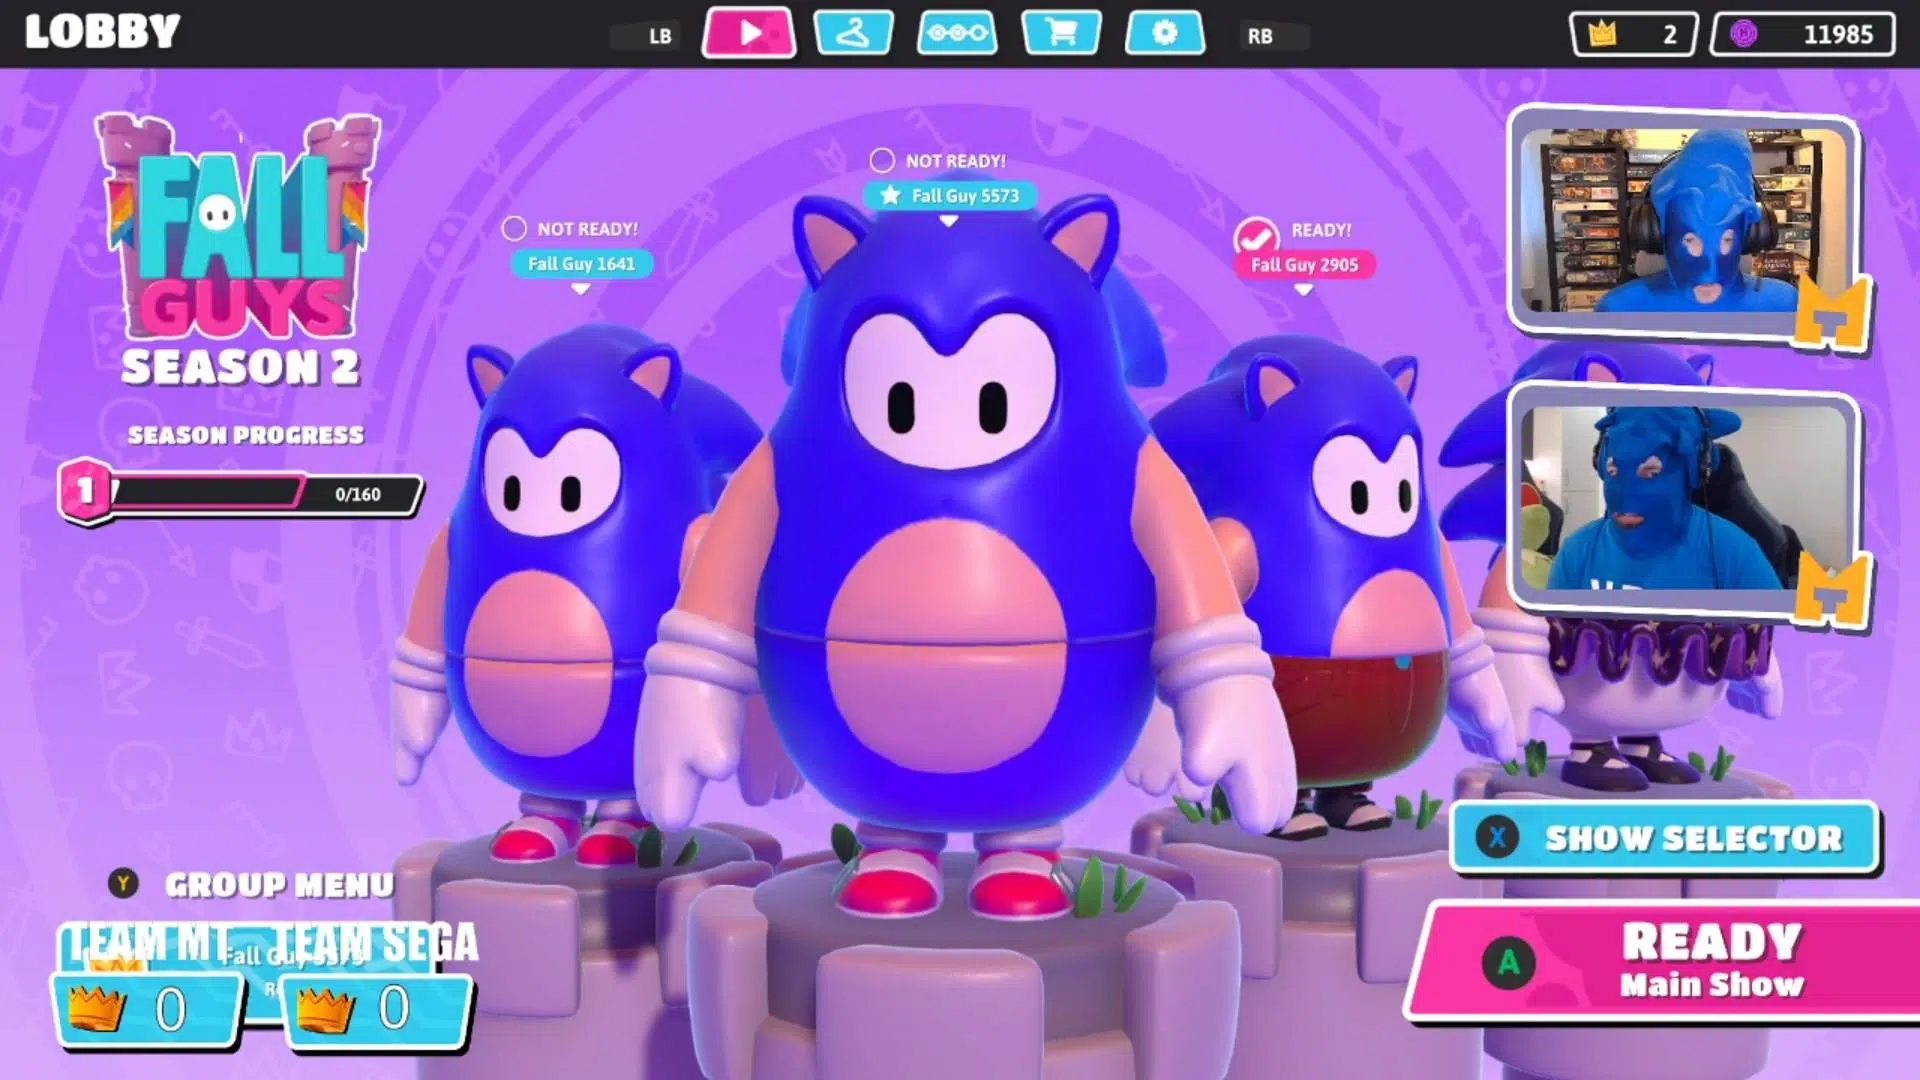 LOBBY
LB
RB
2
11985
FALL
GUYS
SEASON 2
SEASON PROGRESS
1
0/160
NOT READY!
Fall Guy 1641
NOT READY!
Fall Guy 5573
READY!
Fall Guy 2905
X SHOW SELECTOR
A READY
Main Show
Y GROUP MENU
TEAM MT
TEAM SEGA
0
0